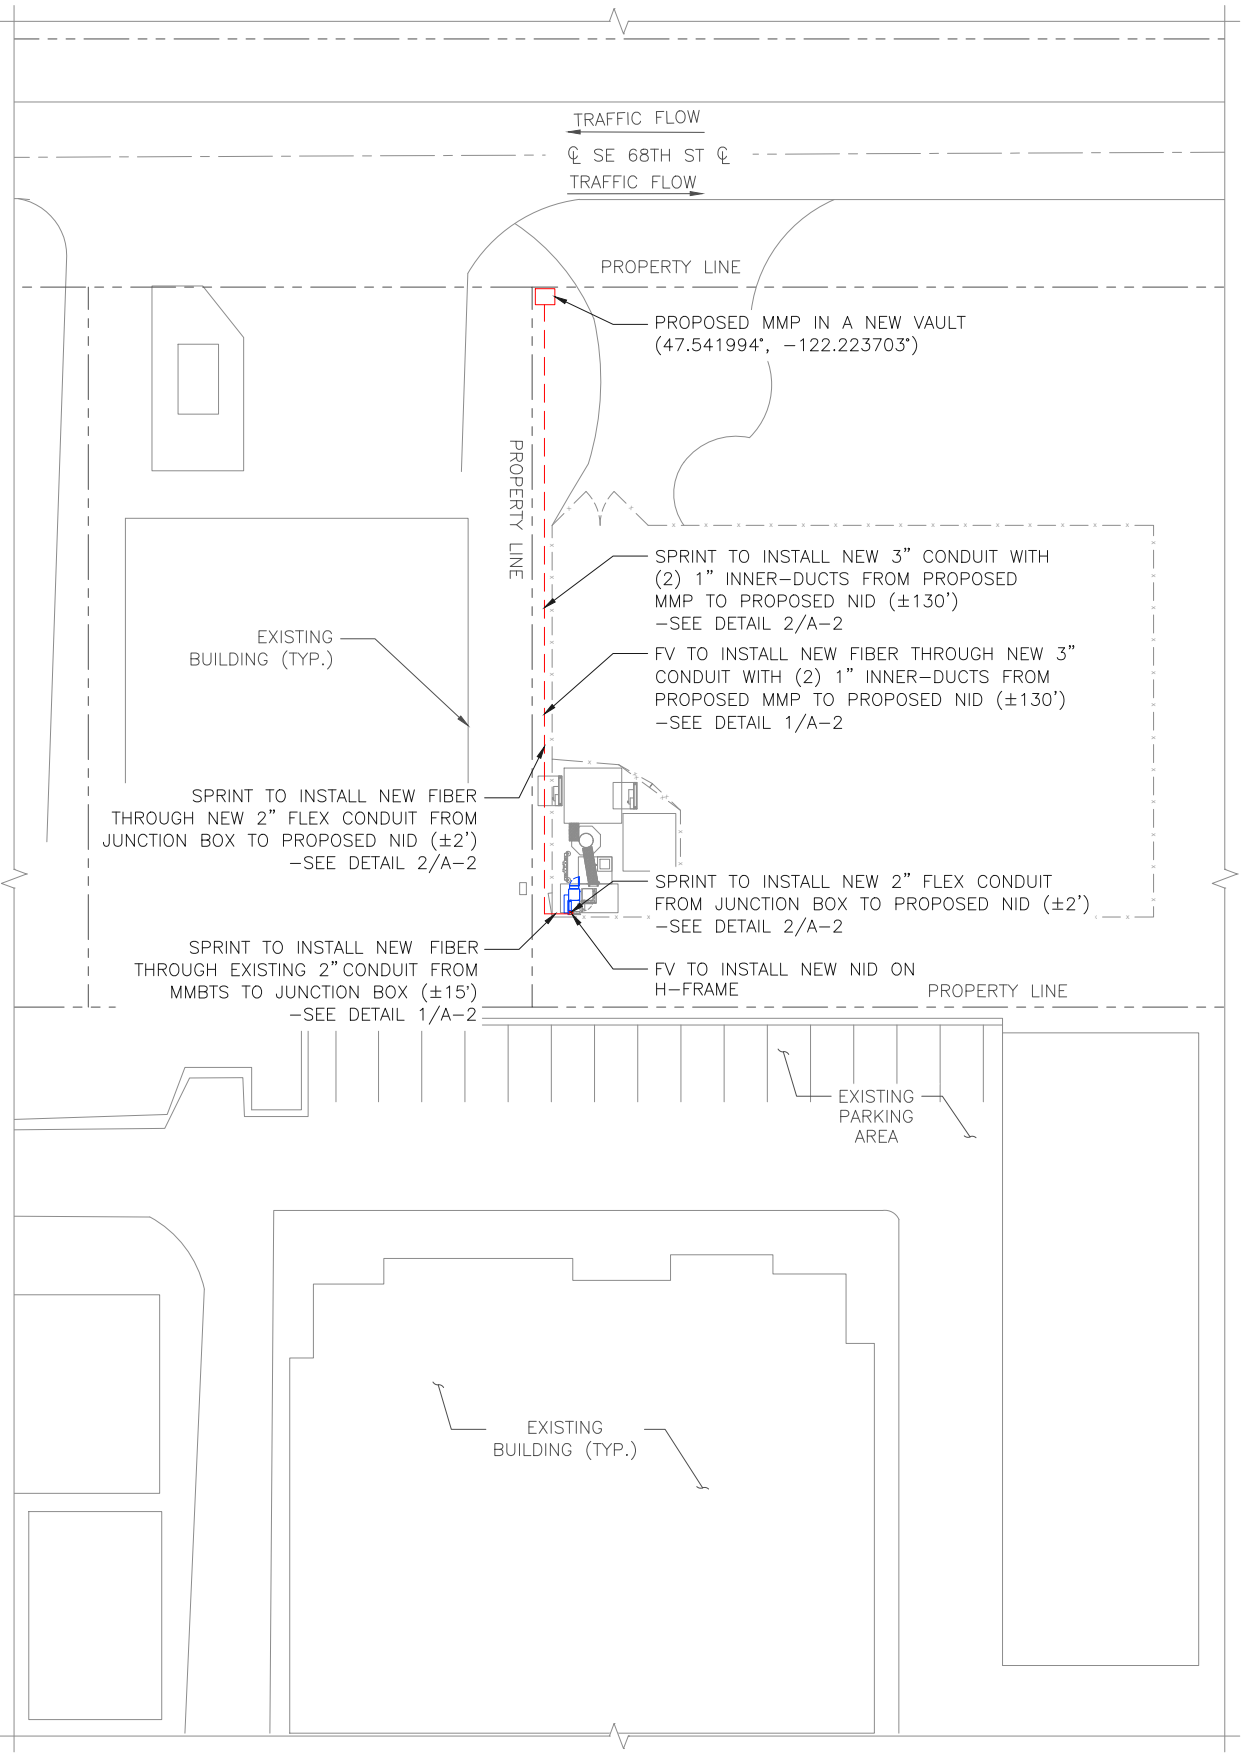 TRAFFIC FLOW
℄ SE 68TH ST ℄
TRAFFIC FLOW
PROPERTY LINE
PROPOSED MMP IN A NEW VAULT
(47.541994°, −122.223703°)
PROPERTY LINE
SPRINT TO INSTALL NEW 3" CONDUIT WITH
(2) 1" INNER−DUCTS FROM PROPOSED
MMP TO PROPOSED NID (±130')
−SEE DETAIL 2/A−2
EXISTING
BUILDING (TYP.)
FV TO INSTALL NEW FIBER THROUGH NEW 3"
CONDUIT WITH (2) 1" INNER−DUCTS FROM
PROPOSED MMP TO PROPOSED NID (±130')
−SEE DETAIL 1/A−2
SPRINT TO INSTALL NEW FIBER
THROUGH NEW 2" FLEX CONDUIT FROM
JUNCTION BOX TO PROPOSED NID (±2')
−SEE DETAIL 2/A−2
SPRINT TO INSTALL NEW 2" FLEX CONDUIT
FROM JUNCTION BOX TO PROPOSED NID (±2')
−SEE DETAIL 2/A−2
SPRINT TO INSTALL NEW FIBER
THROUGH EXISTING 2" CONDUIT FROM
MMBTS TO JUNCTION BOX (±15')
−SEE DETAIL 1/A−2
FV TO INSTALL NEW NID ON
H−FRAME
PROPERTY LINE
EXISTING
PARKING
AREA
EXISTING
BUILDING (TYP.)